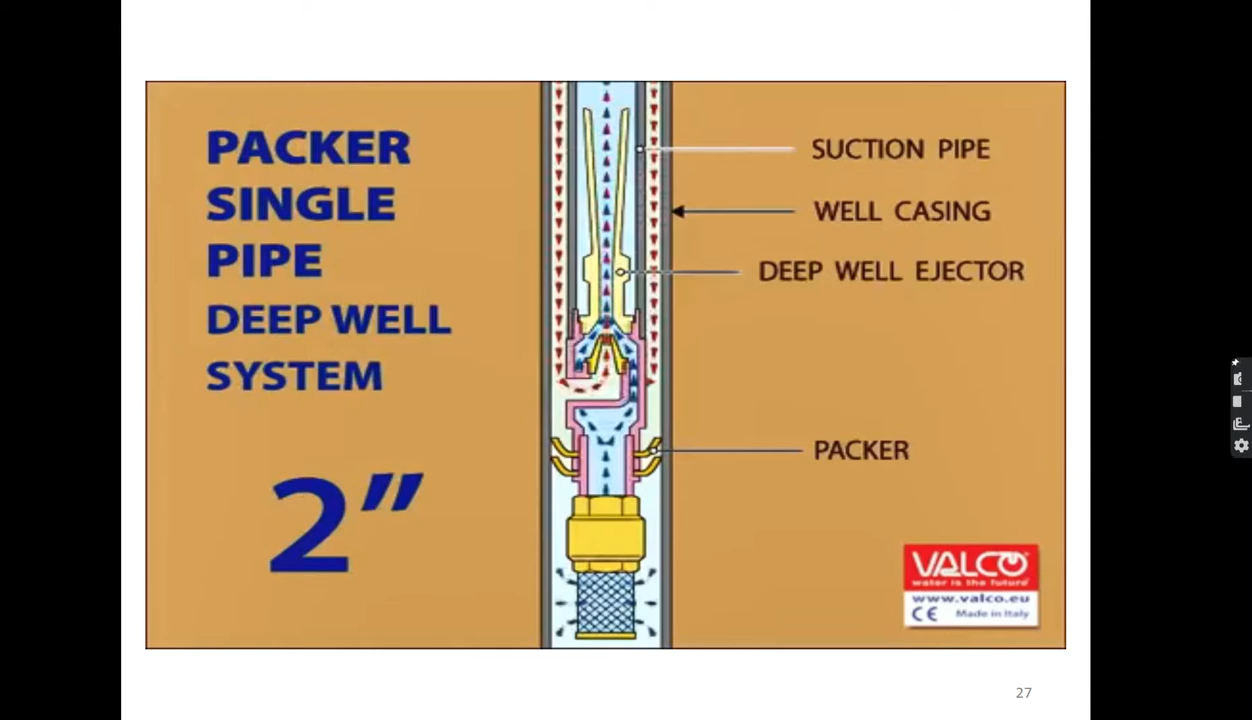 PACKER
SINGLE
PIPE
DEEP WELL
SYSTEM
2”
SUCTION PIPE
WELL CASING
DEEP WELL EJECTOR
PACKER
VALCO
water is the future
www.valco.eu
CE Made in Italy
27